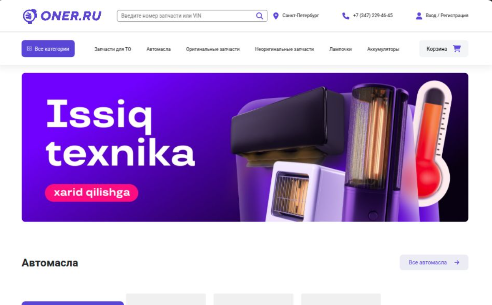 ONER.RU
Введите номер запчасти или VIN
Санкт-Петербург
+7 (347) 229-46-45
Вход / Регистрация
Все категории
Запчасти для ТО
Автомасла
Оригинальные запчасти
Неоригинальные запчасти
Лампочки
Аккумуляторы
Корзина
Issiq
texnika
xarid qilishga
Автомасла
Все автомасла